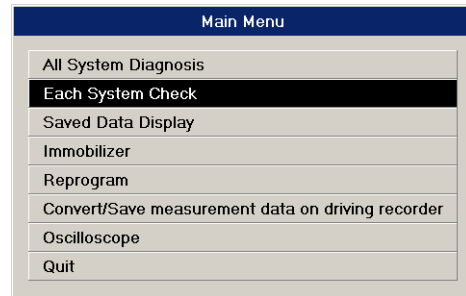 Main Menu
All System Diagnosis
Each System Check
Saved Data Display
Immobilizer
Reprogram
Convert/Save measurement data on driving recorder
Oscilloscope
Quit